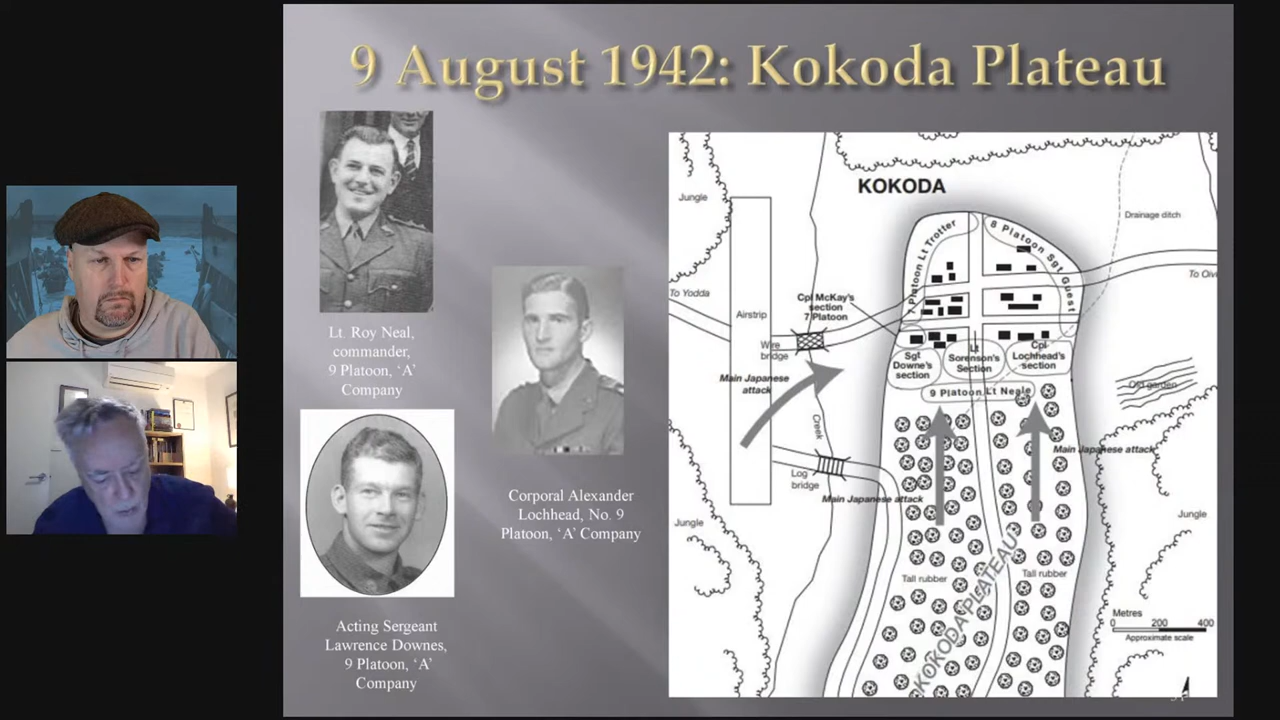 9 August 1942: Kokoda Plateau
Lt. Roy Neal,
commander,
9 Platoon, ‘A’
Company
Corporal Alexander
Lochhead, No. 9
Platoon, ‘A’ Company
Acting Sergeant
Lawrence Downes,
9 Platoon, ‘A’
Company
KOKODA
Jungle
Drainage ditch
7 Platoon Lt Trotter
8 Platoon Sgt Guest
To Yodda
To Oivi
Cpl McKay's
section
7 Platoon
Airstrip
Wire
bridge
Sgt
Downe's
section
Lt
Sorenson's
Section
Cpl
Lochhead's
section
Main Japanese
attack
9 Platoon Lt Neale
Old garden
Creek
Main Japanese attack
Log
bridge
Main Japanese attack
Jungle
Jungle
Tall rubber
Tall rubber
KOKODA PLATEAU
Metres
0 200 400
Approximate scale